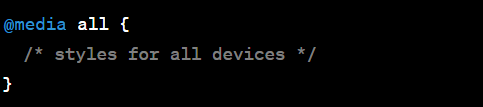 @media all {
  /* styles for all devices */
}